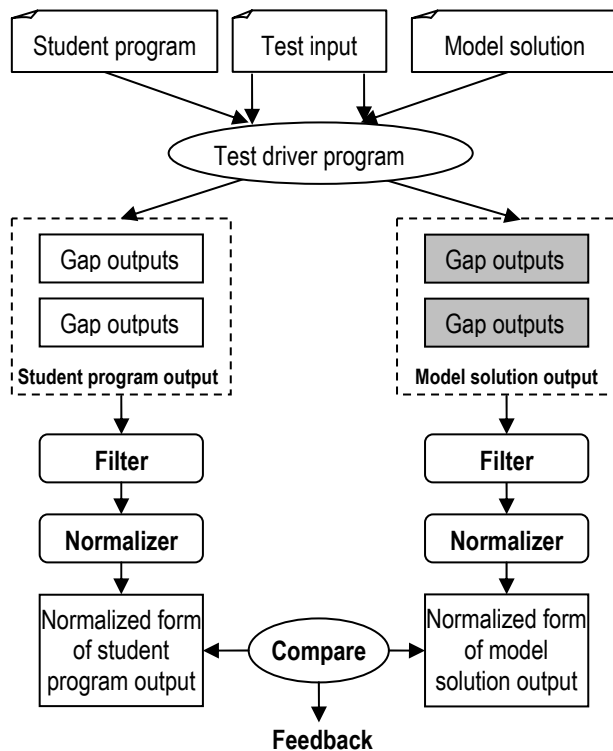 Student program
Test input
Model solution
Test driver program
Gap outputs
Gap outputs
Student program output
Gap outputs
Gap outputs
Model solution output
Filter
Filter
Normalizer
Normalizer
Normalized form
of student
program output
Compare
Normalized form
of model
solution output
Feedback